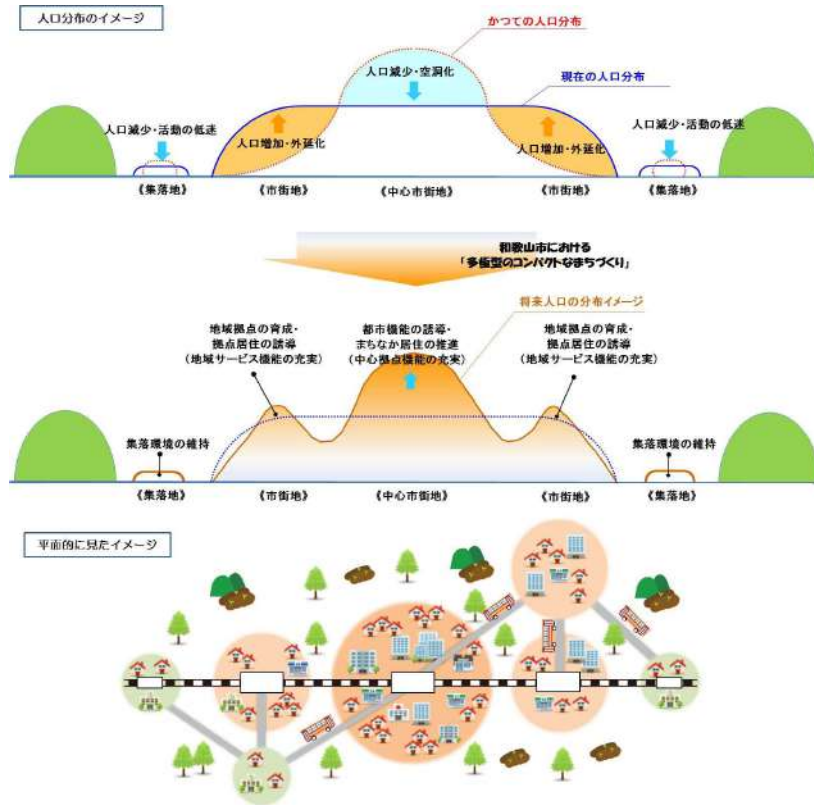 人口分布のイメージ
かつての人口分布
人口減少・空洞化
現在の人口分布
人口減少・活動の低迷
人口減少・活動の低迷
人口増加・外延化
人口増加・外延化
《集落地》
《市街地》
《中心市街地》
《市街地》
《集落地》
和歌山市における
「多極型のコンパクトなまちづくり」
将来人口の分布イメージ
地域拠点の育成・
拠点居住の誘導
(地域サービス機能の充実)
都市機能の誘導・
まちなか居住の推進
(中心拠点機能の充実)
地域拠点の育成・
拠点居住の誘導
(地域サービス機能の充実)
集落環境の維持
集落環境の維持
《集落地》
《市街地》
《中心市街地》
《市街地》
《集落地》
平面的に見たイメージ